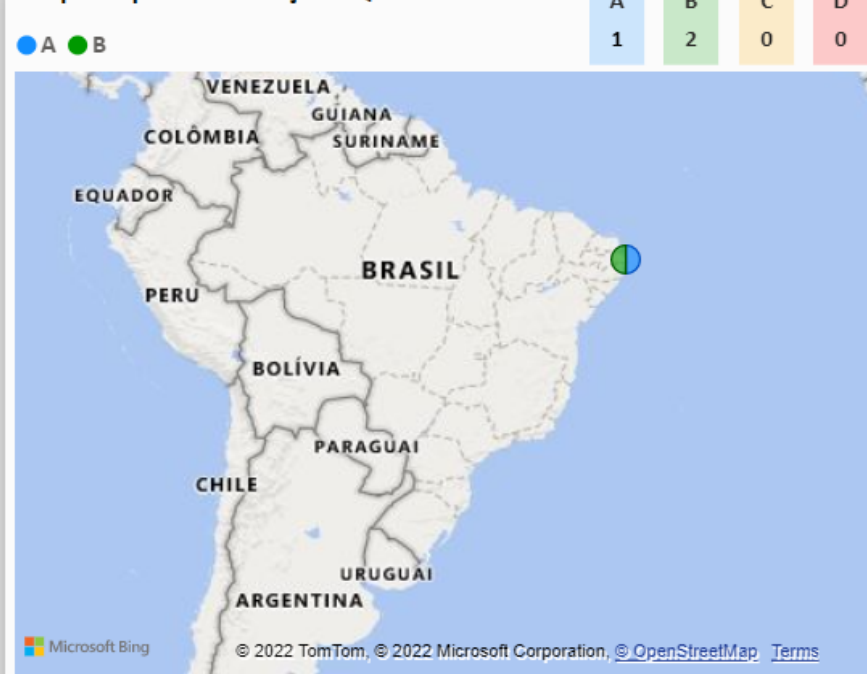 A B C D
1 2 0 0
A B
VENEZUELA
GUIANA
COLÔMBIA
SURINAME
EQUADOR
BRASIL
PERU
BOLÍVIA
PARAGUAI
CHILE
URUGUAI
ARGENTINA
Microsoft Bing
© 2022 TomTom, © 2022 Microsoft Corporation, © OpenStreetMap Terms